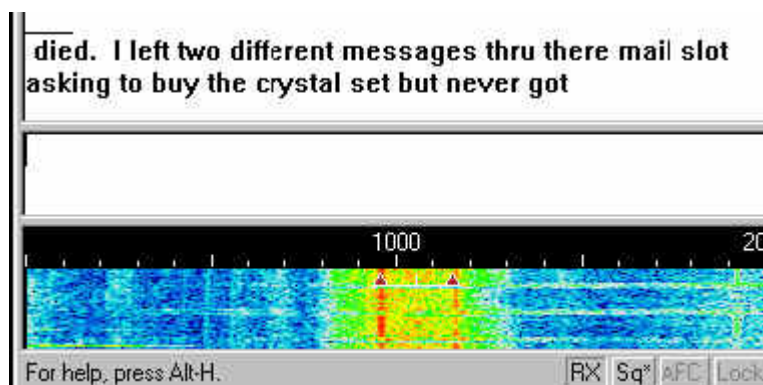 died. I left two different messages thru there mail slot
asking to buy the crystal set but never got
1000
For help, press Alt-H.
RX Sq* AFC Lock